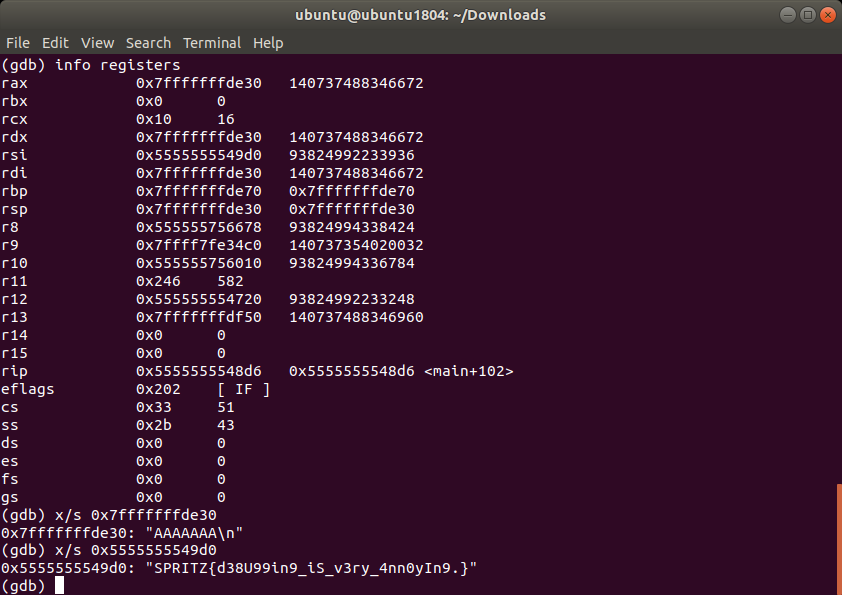 ubuntu@ubuntu1804: ~/Downloads
File Edit View Search Terminal Help
(gdb) info registers
rax            0x7fffffffde30   140737488346672
rbx            0x0      0
rcx            0x10     16
rdx            0x7fffffffde30   140737488346672
rsi            0x5555555549d0   93824992233936
rdi            0x7fffffffde30   140737488346672
rbp            0x7fffffffde70   0x7fffffffde70
rsp            0x7fffffffde30   0x7fffffffde30
r8             0x555555756678   93824994338424
r9             0x7ffff7fe34c0   140737354020032
r10            0x555555756010   93824994336784
r11            0x246    582
r12            0x555555554720   93824992233248
r13            0x7fffffffdf50   140737488346960
r14            0x0      0
r15            0x0      0
rip            0x5555555548d6   0x5555555548d6 <main+102>
eflags         0x202    [ IF ]
cs             0x33     51
ss             0x2b     43
ds             0x0      0
es             0x0      0
fs             0x0      0
gs             0x0      0
(gdb) x/s 0x7fffffffde30
0x7fffffffde30: "AAAAAAA\n"
(gdb) x/s 0x5555555549d0
0x5555555549d0: "SPRITZ{d38U99in9_iS_v3ry_4nn0yIn9.}"
(gdb)